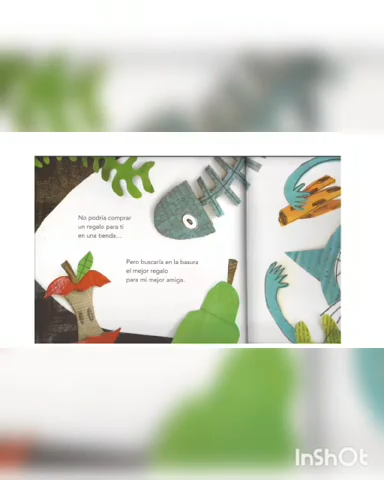 No podría comprar
un regalo para ti
en una tienda...
Pero buscaría en la basura
el mejor regalo
para mi mejor amiga.
InShOt